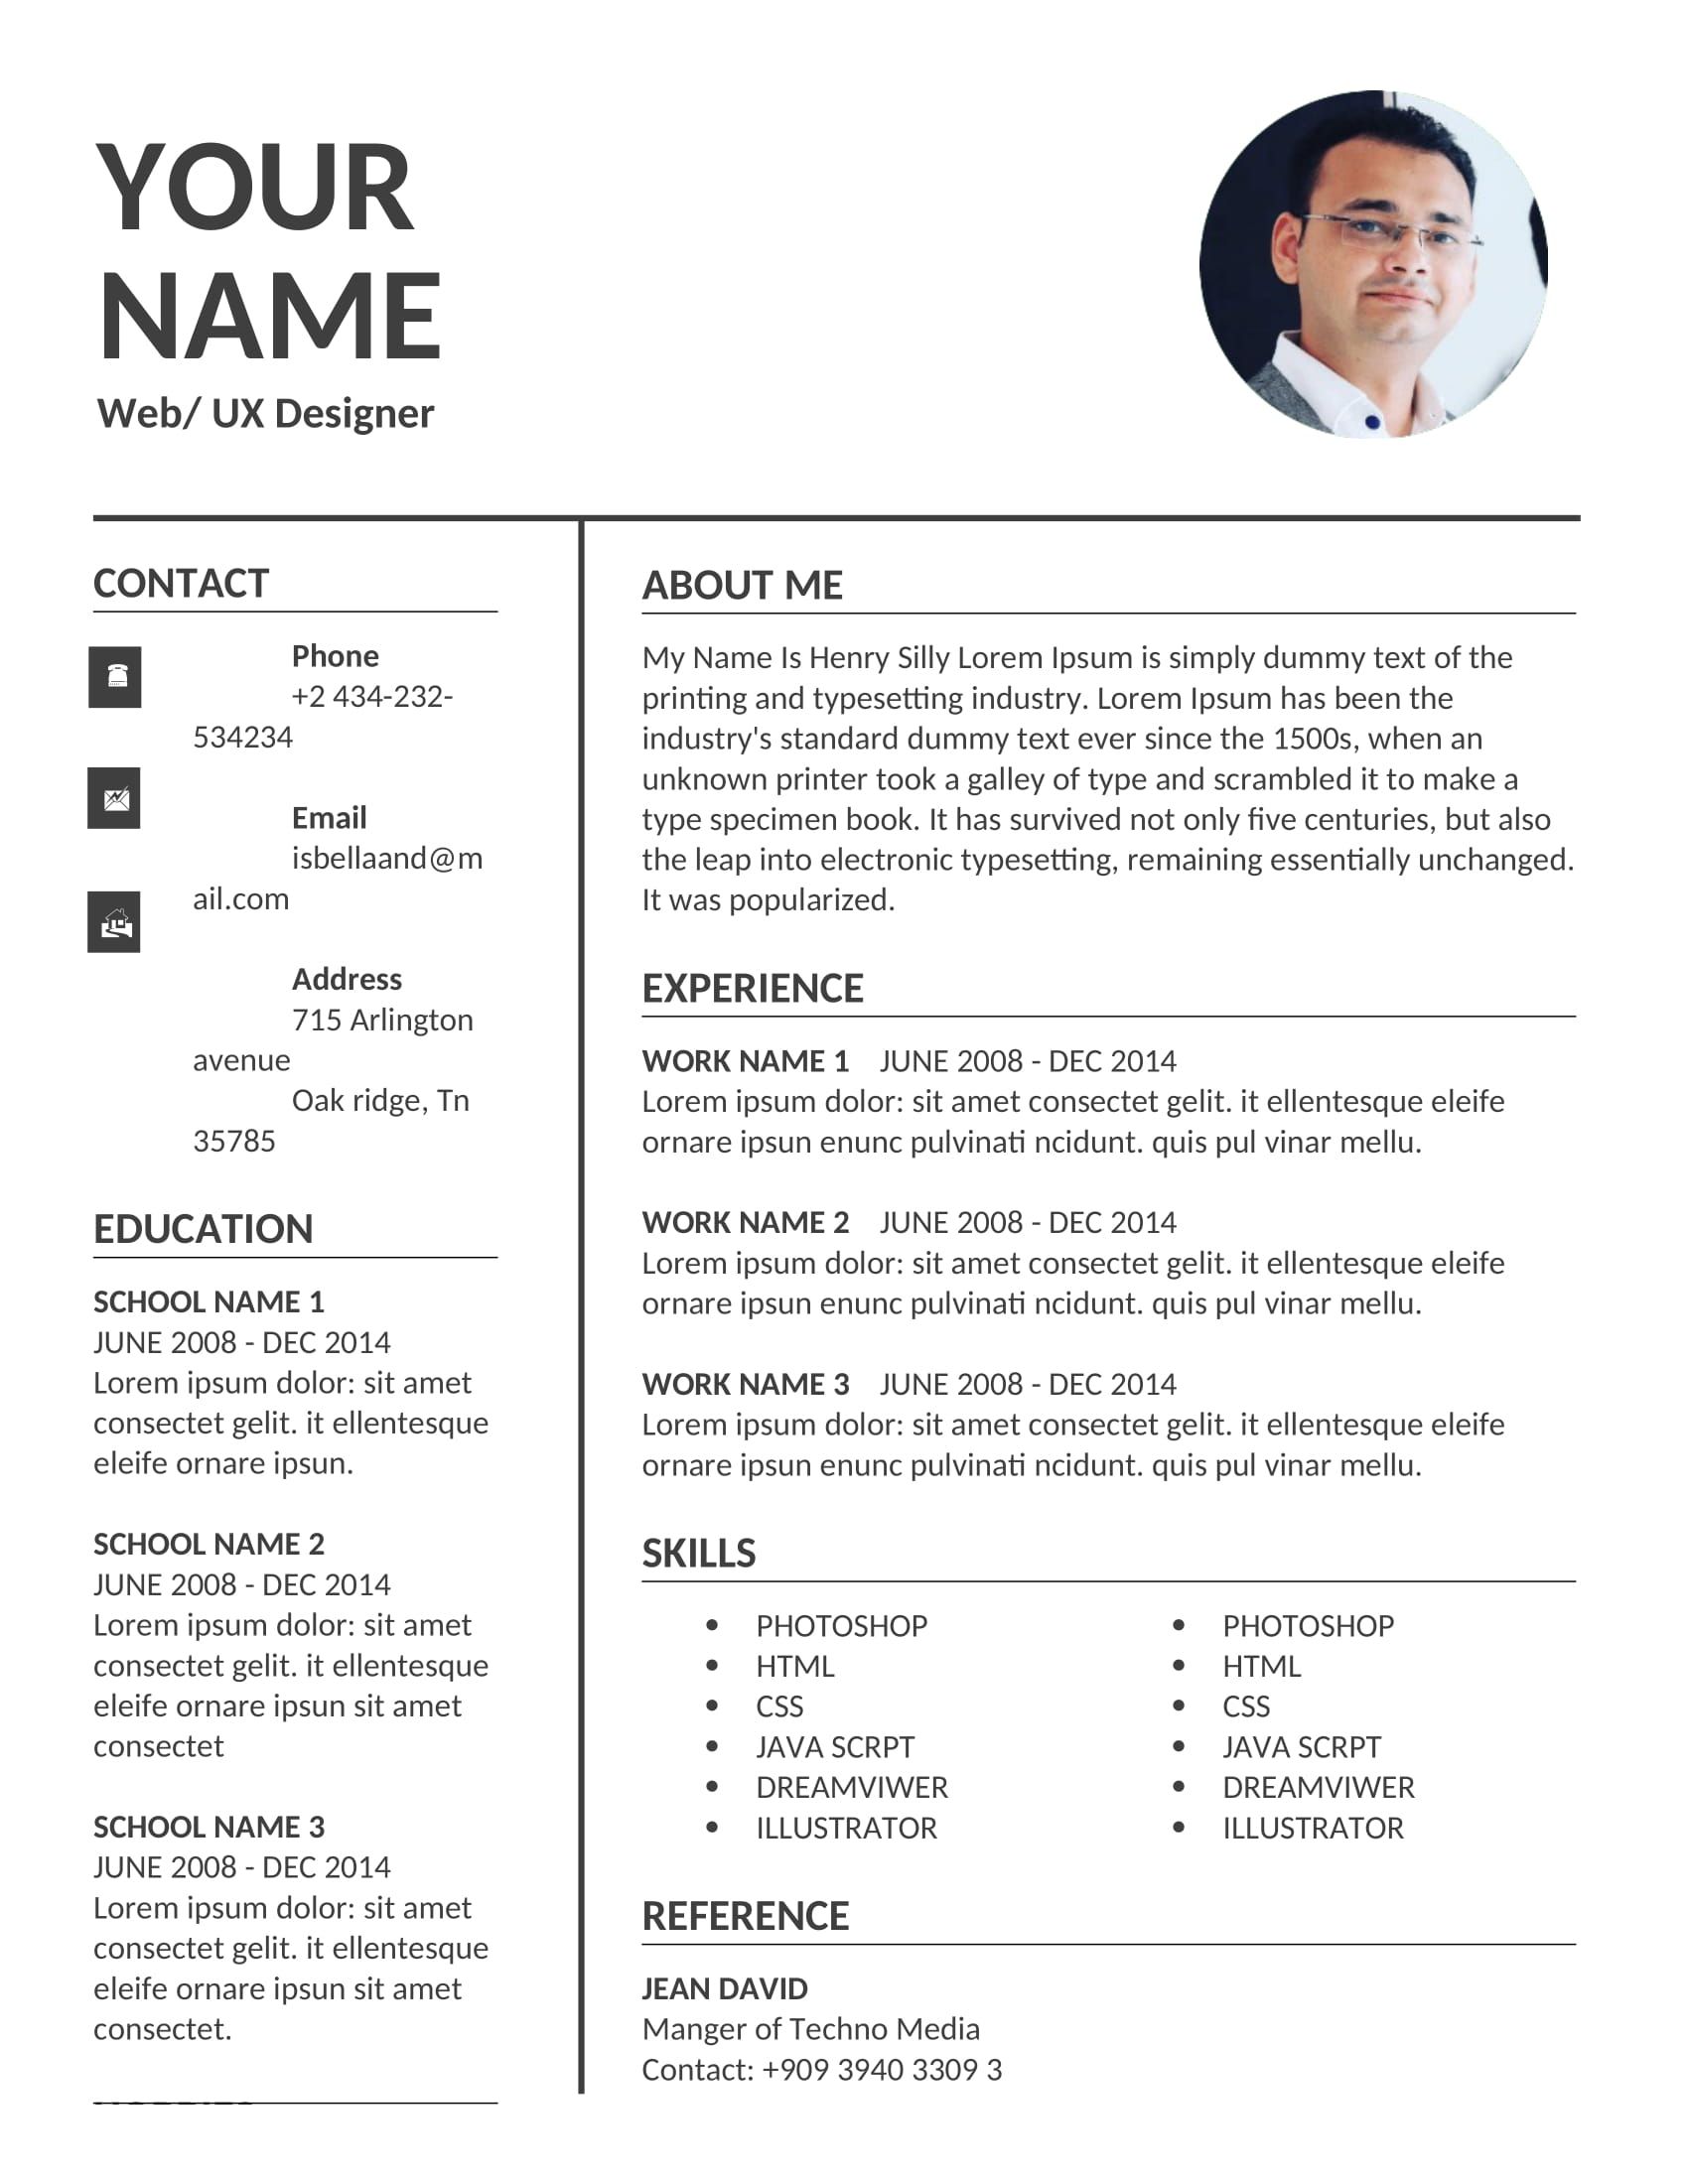 YOUR
NAME
Web/ UX Designer
CONTACT
Phone
+2 434-232-
534234
Email
isbellaand@m
ail.com
Address
715 Arlington
avenue
Oak ridge, Tn
35785
EDUCATION
SCHOOL NAME 1
JUNE 2008 - DEC 2014
Lorem ipsum dolor: sit amet
consectet gelit. it ellentesque
eleife ornare ipsun.
SCHOOL NAME 2
JUNE 2008 - DEC 2014
Lorem ipsum dolor: sit amet
consectet gelit. it ellentesque
eleife ornare ipsun sit amet
consectet
SCHOOL NAME 3
JUNE 2008 - DEC 2014
Lorem ipsum dolor: sit amet
consectet gelit. it ellentesque
eleife ornare ipsun sit amet
consectet.
ABOUT ME
My Name Is Henry Silly Lorem Ipsum is simply dummy text of the
printing and typesetting industry. Lorem Ipsum has been the
industry's standard dummy text ever since the 1500s, when an
unknown printer took a galley of type and scrambled it to make a
type specimen book. It has survived not only five centuries, but also
the leap into electronic typesetting, remaining essentially unchanged.
It was popularized.
EXPERIENCE
WORK NAME 1 JUNE 2008 - DEC 2014
Lorem ipsum dolor: sit amet consectet gelit. it ellentesque eleife
ornare ipsun enunc pulvinati ncidunt. quis pul vinar mellu.
WORK NAME 2 JUNE 2008 - DEC 2014
Lorem ipsum dolor: sit amet consectet gelit. it ellentesque eleife
ornare ipsun enunc pulvinati ncidunt. quis pul vinar mellu.
WORK NAME 3 JUNE 2008 - DEC 2014
Lorem ipsum dolor: sit amet consectet gelit. it ellentesque eleife
ornare ipsun enunc pulvinati ncidunt. quis pul vinar mellu.
SKILLS
• PHOTOSHOP
• HTML
• CSS
• JAVA SCRPT
• DREAMVIWER
• ILLUSTRATOR
• PHOTOSHOP
• HTML
• CSS
• JAVA SCRPT
• DREAMVIWER
• ILLUSTRATOR
REFERENCE
JEAN DAVID
Manger of Techno Media
Contact: +909 3940 3309 3